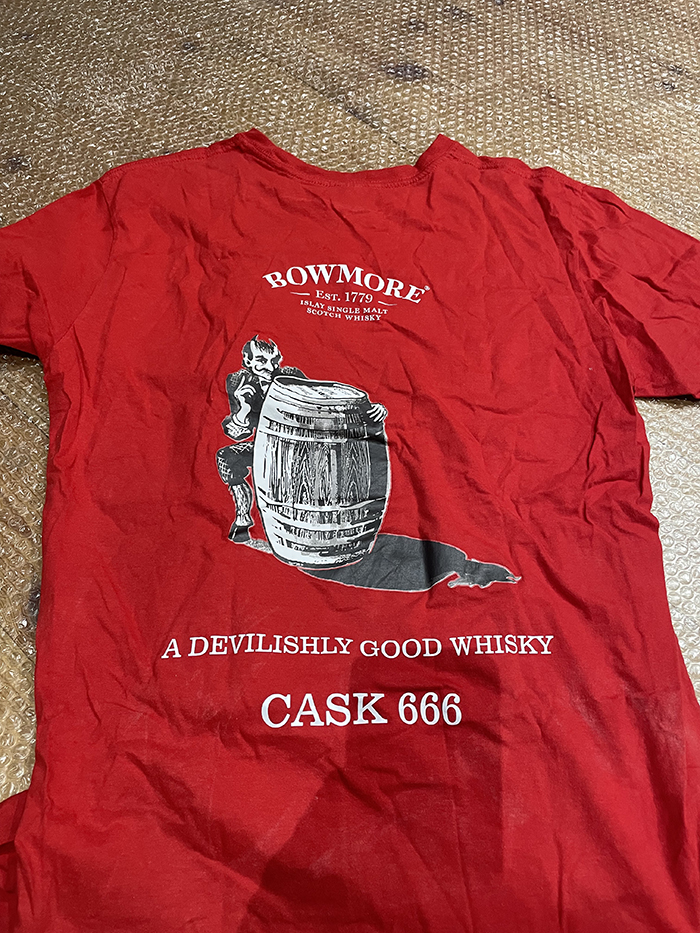 BOWMORE®
EST. 1779
ISLAY SINGLE MALT
SCOTCH WHISKY
A DEVILISHLY GOOD WHISKY
CASK 666